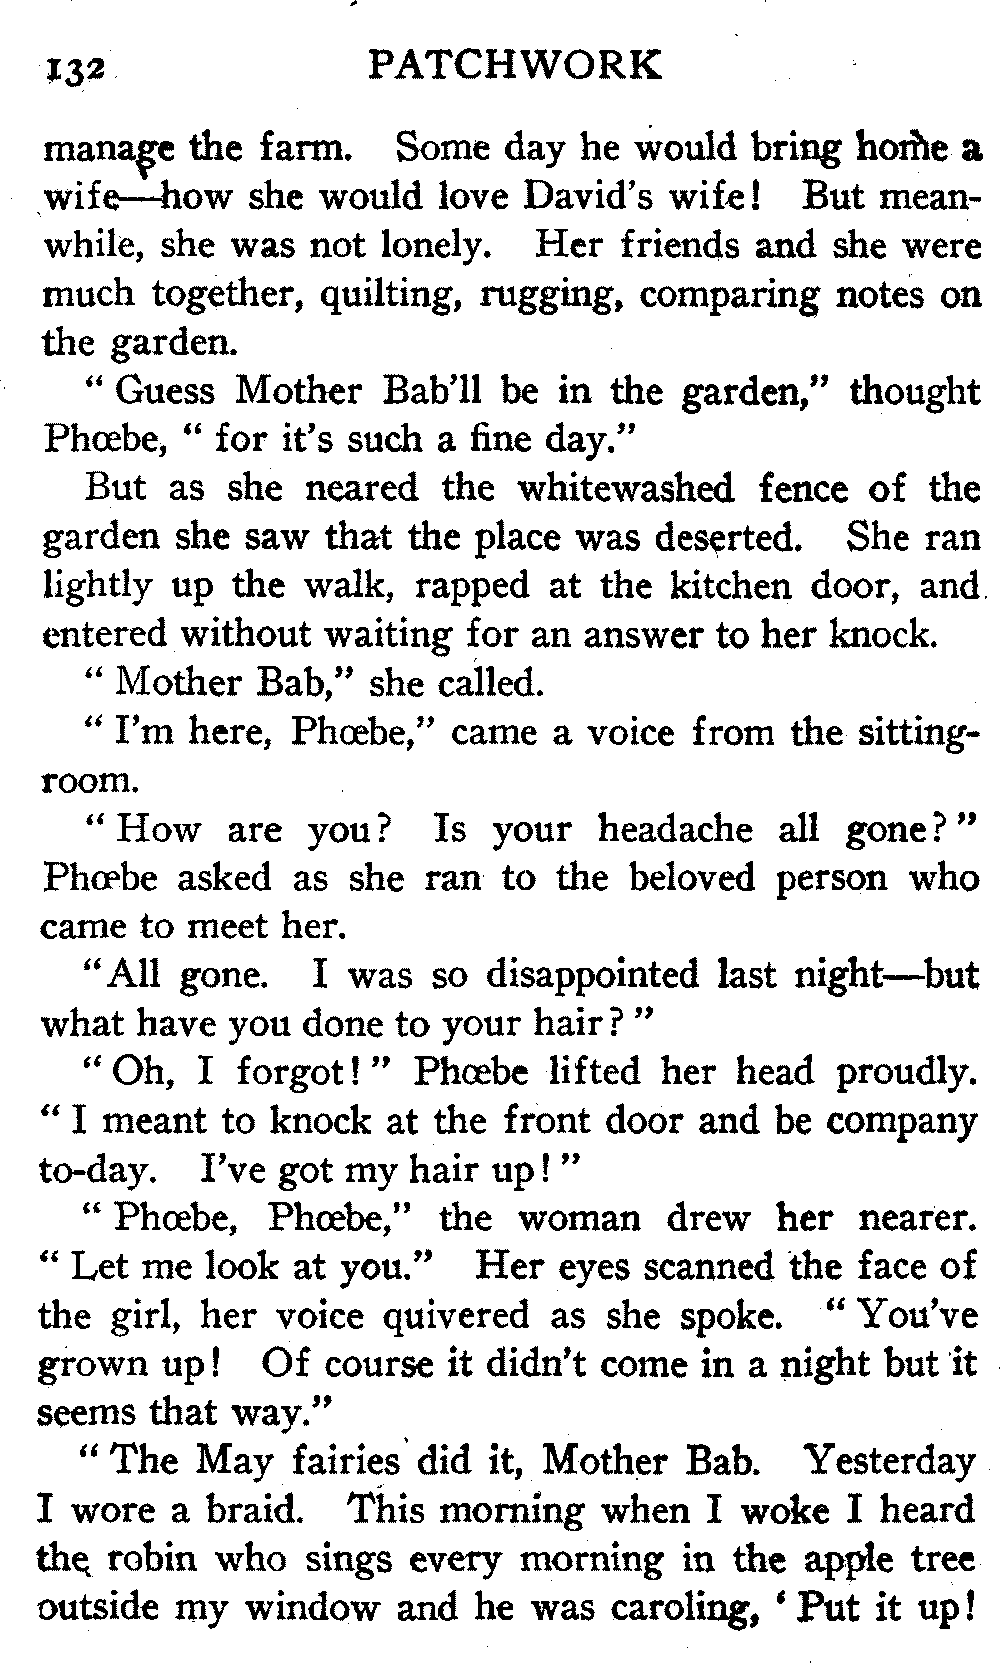 132 PATCHWORK
manage the farm. Some day he would bring home a
wife—how she would love David's wife! But mean-
while, she was not lonely. Her friends and she were
much together, quilting, rugging, comparing notes on
the garden.
" Guess Mother Bab'll be in the garden," thought
Phœbe, " for it's such a fine day."
But as she neared the whitewashed fence of the
garden she saw that the place was deserted. She ran
lightly up the walk, rapped at the kitchen door, and
entered without waiting for an answer to her knock.
" Mother Bab," she called.
" I'm here, Phœbe," came a voice from the sitting-
room.
" How are you? Is your headache all gone? "
Phœbe asked as she ran to the beloved person who
came to meet her.
" All gone. I was so disappointed last night—but
what have you done to your hair? "
" Oh, I forgot! " Phœbe lifted her head proudly.
" I meant to knock at the front door and be company
to-day. I've got my hair up! "
" Phœbe, Phœbe," the woman drew her nearer.
" Let me look at you." Her eyes scanned the face of
the girl, her voice quivered as she spoke. " You've
grown up! Of course it didn't come in a night but it
seems that way."
" The May fairies did it, Mother Bab. Yesterday
I wore a braid. This morning when I woke I heard
the robin who sings every morning in the apple tree
outside my window and he was caroling, ' Put it up!